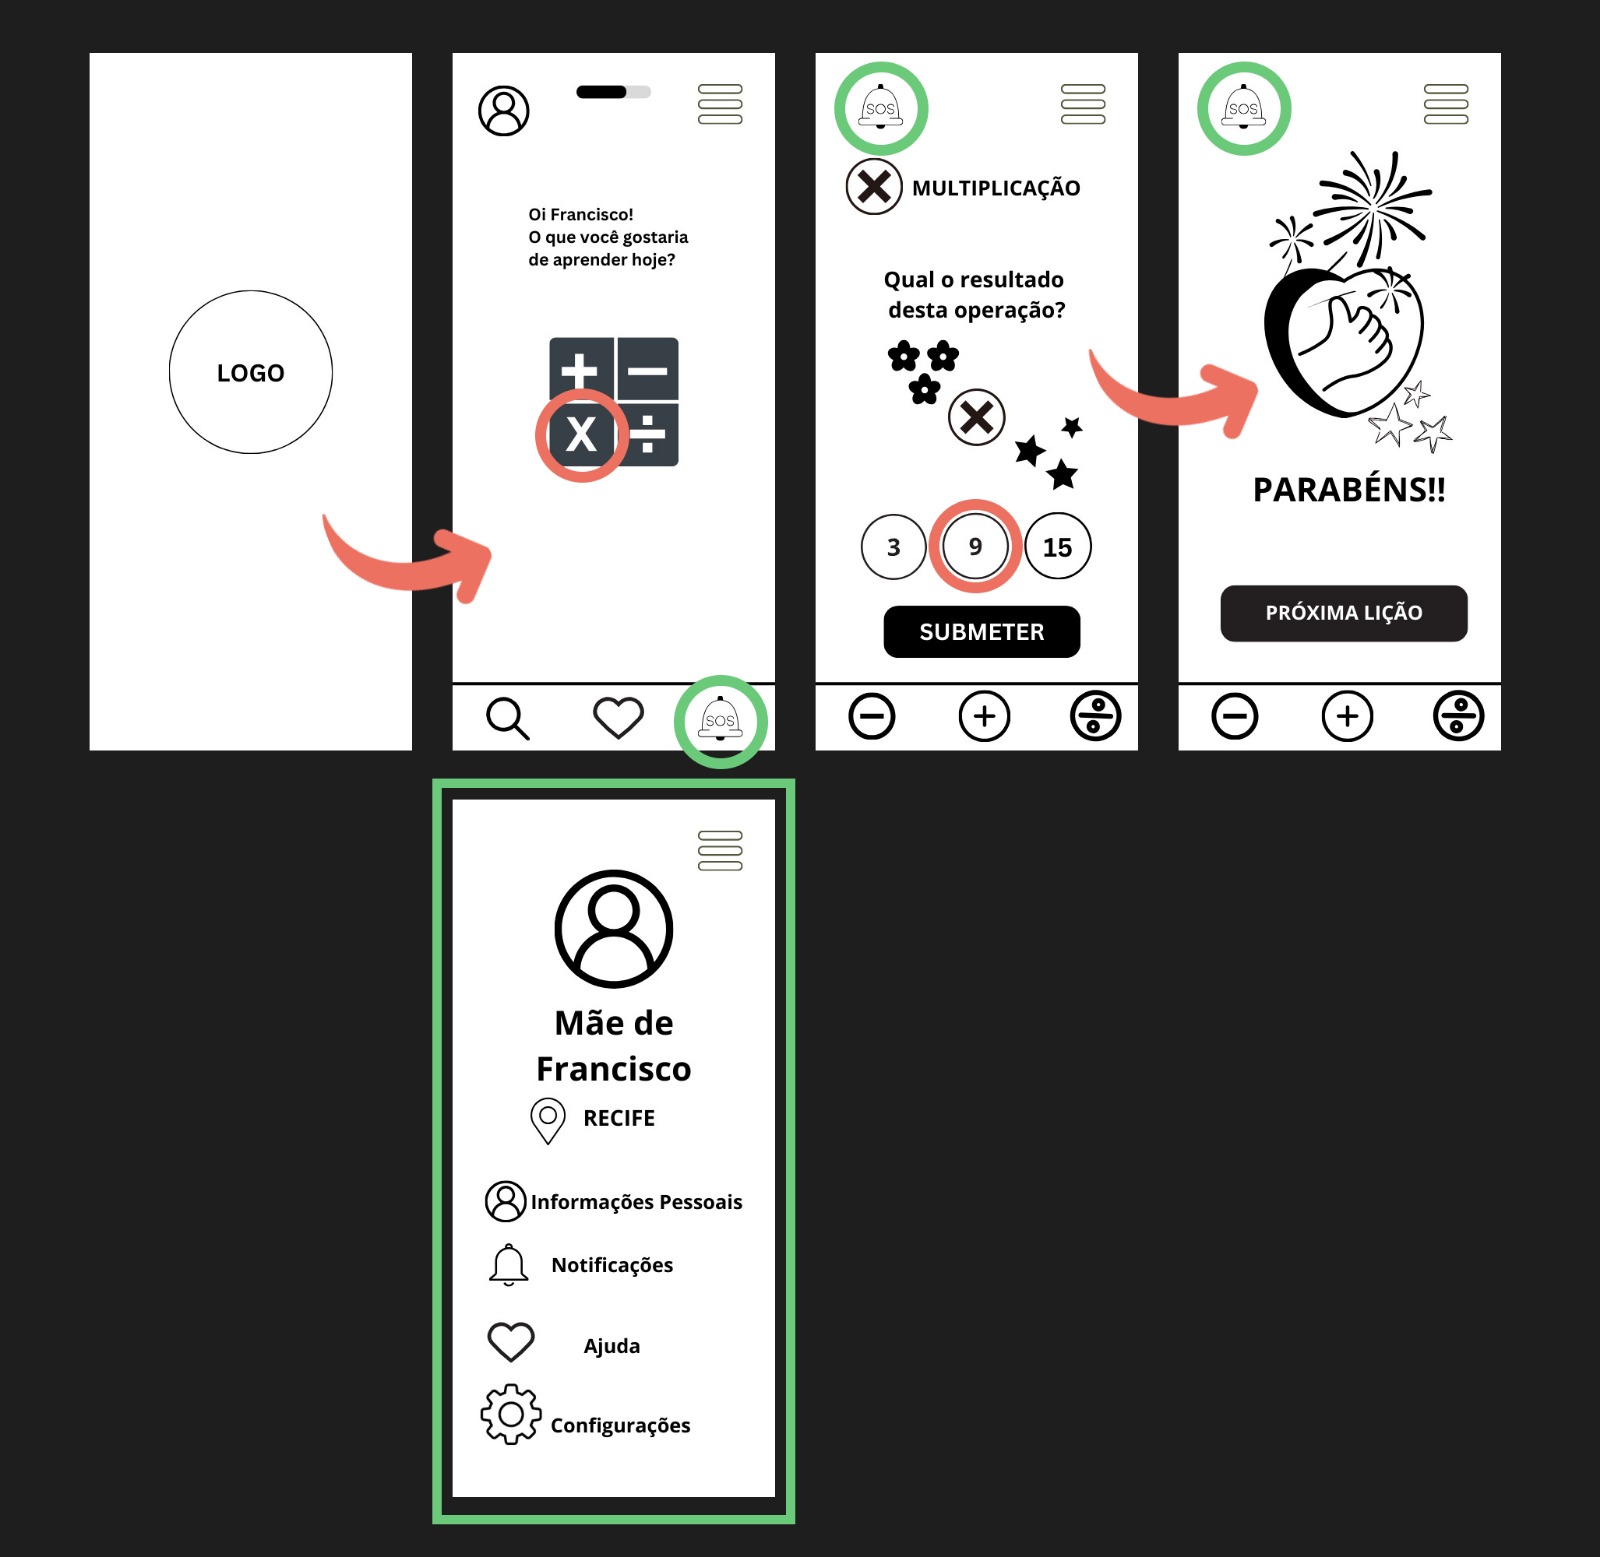 LOGO
Oi Francisco!
O que você gostaria
de aprender hoje?
+ −
X ÷
SOS
SOS
MULTIPLICAÇÃO
Qual o resultado
desta operação?
3 9 15
SUBMETER
SOS
PARABÉNS!!
PRÓXIMA LIÇÃO
Mãe de
Francisco
RECIFE
Informações Pessoais
Notificações
Ajuda
Configurações